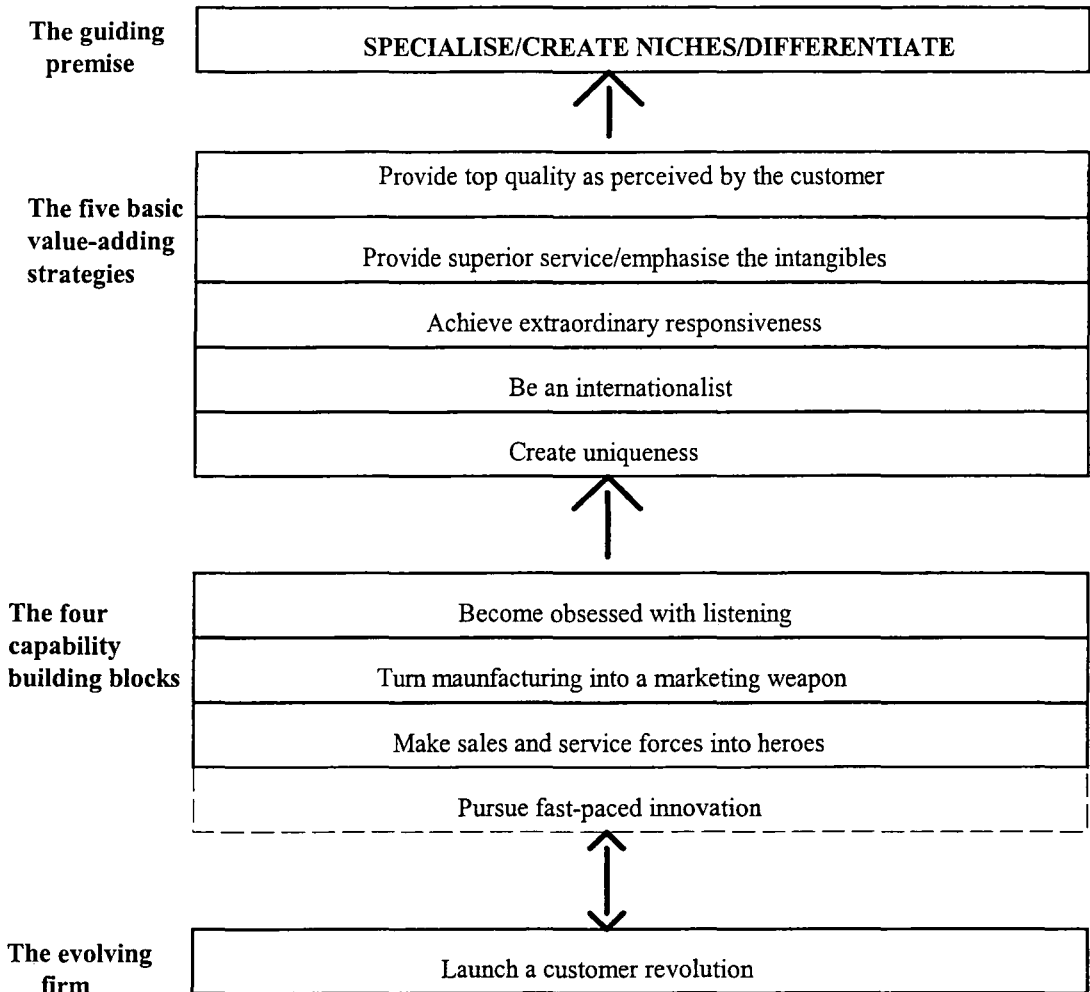 The guiding
premise
SPECIALISE/CREATE NICHES/DIFFERENTIATE
The five basic
value-adding
strategies
Provide top quality as perceived by the customer
Provide superior service/emphasise the intangibles
Achieve extraordinary responsiveness
Be an internationalist
Create uniqueness
The four
capability
building blocks
Become obsessed with listening
Turn maunfacturing into a marketing weapon
Make sales and service forces into heroes
Pursue fast-paced innovation
The evolving
firm
Launch a customer revolution